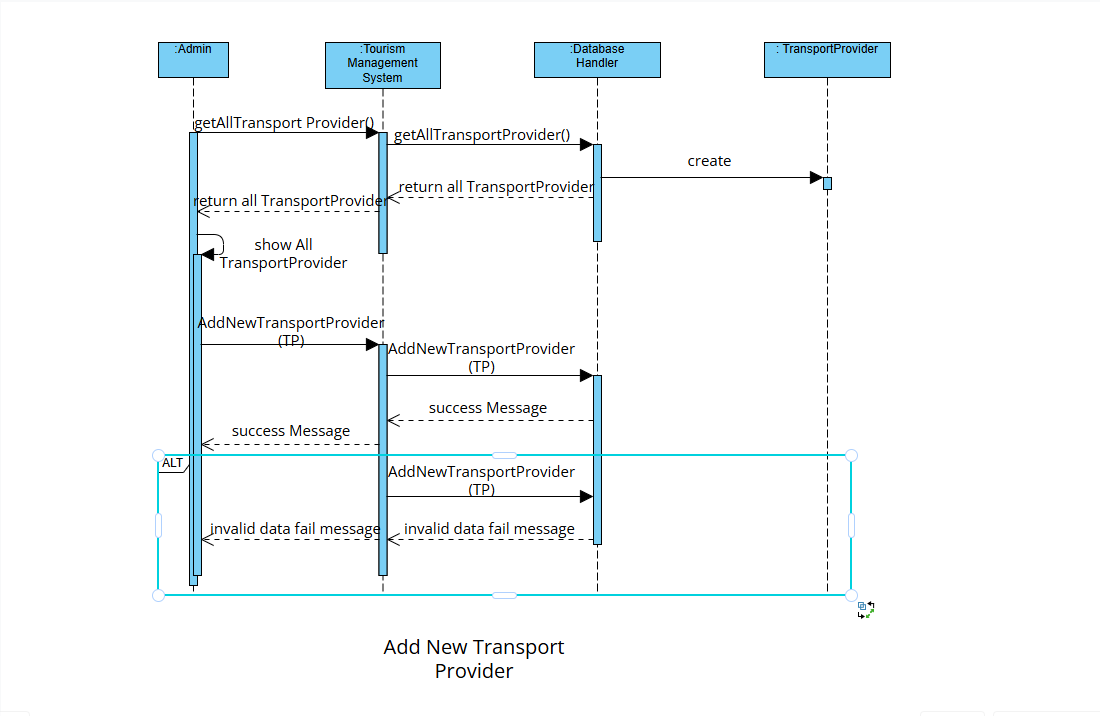 :Admin
:Tourism
Management
System
:Database
Handler
: TransportProvider
getAllTransport Provider()
getAllTransportProvider()
create
return all TransportProvider
return all TransportProvider
show All
TransportProvider
AddNewTransportProvider
(TP)
AddNewTransportProvider
(TP)
success Message
success Message
ALT
AddNewTransportProvider
(TP)
invalid data fail message
invalid data fail message
Add New Transport
Provider